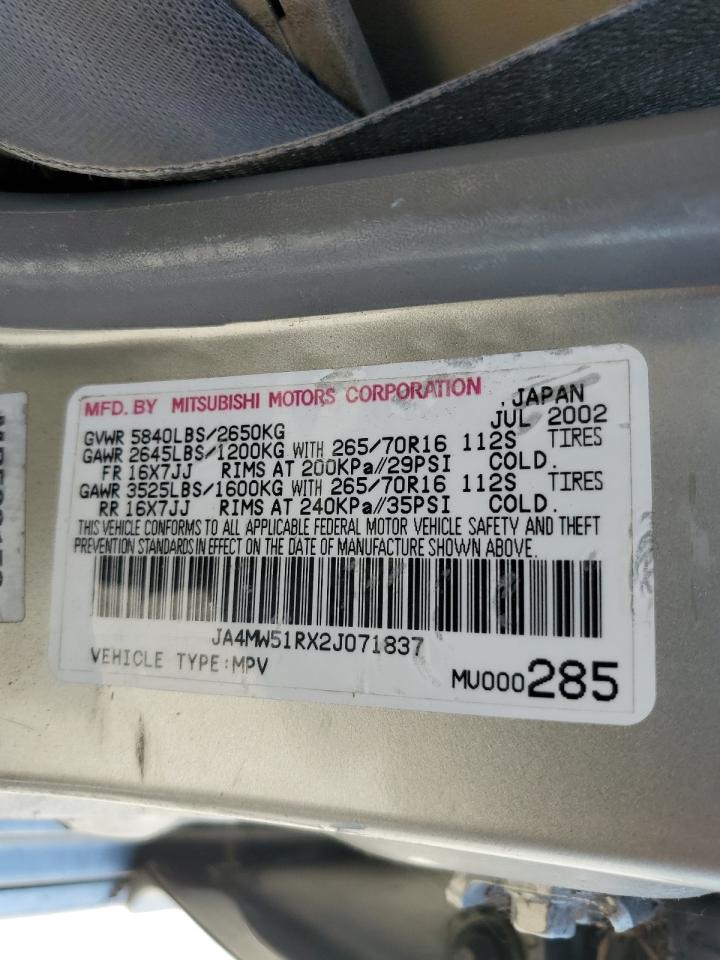 MFD. BY MITSUBISHI MOTORS CORPORATION , JAPAN
JUL 2002
GVWR 5840LBS/2650KG
GAWR 2645LBS/1200KG WITH 265/70R16 112S TIRES
FR 16X7JJ RIMS AT 200KPa//29PSI COLD.
GAWR 3525LBS/1600KG WITH 265/70R16 112S TIRES
RR 16X7JJ RIMS AT 240KPa//35PSI COLD.
THIS VEHICLE CONFORMS TO ALL APPLICABLE FEDERAL MOTOR VEHICLE SAFETY AND THEFT
PREVENTION STANDARDS IN EFFECT ON THE DATE OF MANUFACTURE SHOWN ABOVE.
JA4MW51RX2J071837
VEHICLE TYPE:MPV
MU000285